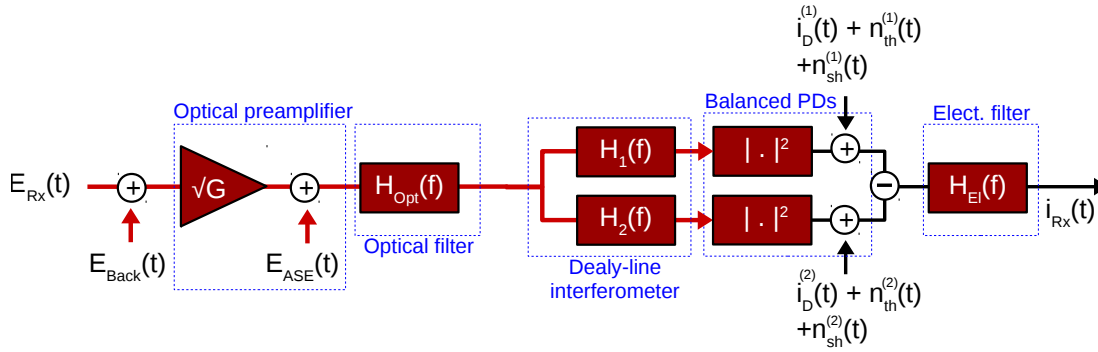 i_D^(1)(t) + n_th^(1)(t)
+n_sh^(1)(t)
Optical preamplifier
Balanced PDs
Elect. filter
E_Rx(t)
+
√G
+
H_Opt(f)
H_1(f)
| . |^2
+
H_2(f)
| . |^2
+
−
H_El(f)
i_Rx(t)
E_Back(t)
E_ASE(t)
Optical filter
Dealy-line
interferometer
i_D^(2)(t) + n_th^(2)(t)
+n_sh^(2)(t)